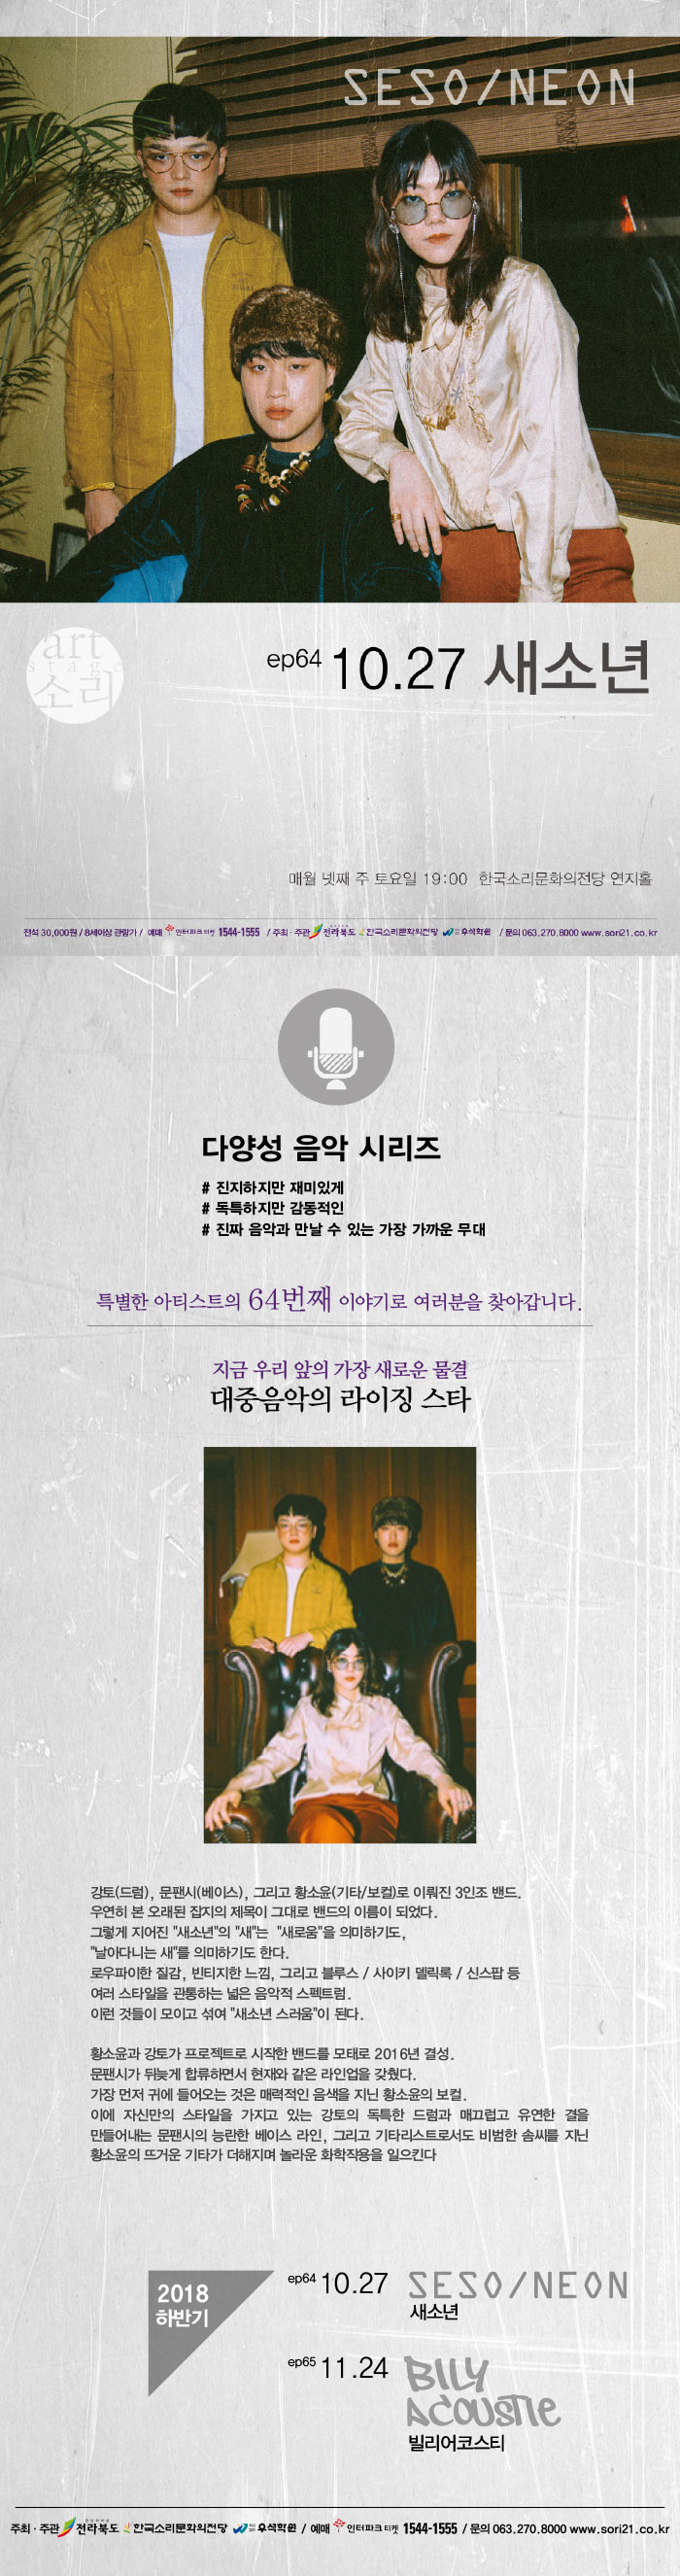 SESO/NEON
art
stage
소리
ep64 10.27 새소년
매월 넷째 주 토요일 19:00 한국소리문화의전당 연지홀
전석 30,000원 / 8세이상 관람가 / 예매 인터파크 티켓 1544-1555 / 주최 · 주관 전라북도 한국소리문화의전당 우석학원 / 문의 063.270.8000 www.sori21.co.kr
다양성 음악 시리즈
# 진지하지만 재미있게
# 독특하지만 감동적인
# 진짜 음악과 만날 수 있는 가장 가까운 무대
특별한 아티스트의 64번째 이야기로 여러분을 찾아갑니다.
지금 우리 앞의 가장 새로운 물결
대중음악의 라이징 스타
강토(드럼), 문팬시(베이스), 그리고 황소윤(기타/보컬)로 이뤄진 3인조 밴드.
우연히 본 오래된 잡지의 제목이 그대로 밴드의 이름이 되었다.
그렇게 지어진 "새소년"의 "새"는 "새로움"을 의미하기도,
"날아다니는 새"를 의미하기도 한다.
로우파이한 질감, 빈티지한 느낌, 그리고 블루스 / 사이키 델릭록 / 신스팝 등
여러 스타일을 관통하는 넓은 음악적 스펙트럼.
이런 것들이 모이고 섞여 "새소년 스러움"이 된다.
황소윤과 강토가 프로젝트로 시작한 밴드를 모태로 2016년 결성.
문팬시가 뒤늦게 합류하면서 현재와 같은 라인업을 갖췄다.
가장 먼저 귀에 들어오는 것은 매력적인 음색을 지닌 황소윤의 보컬.
이에 자신만의 스타일을 가지고 있는 강토의 독특한 드럼과 매끄럽고 유연한 결을
만들어내는 문팬시의 능란한 베이스 라인, 그리고 기타리스트로서도 비범한 솜씨를 지닌
황소윤의 뜨거운 기타가 더해지며 놀라운 화학작용을 일으킨다
2018
하반기
ep64 10.27 SESO/NEON
새소년
ep65 11.24 BILY
ACOUSTIE
빌리어코스티
주최 · 주관 전라북도 한국소리문화의전당 우석학원 / 예매 인터파크 티켓 1544-1555 / 문의 063.270.8000 www.sori21.co.kr